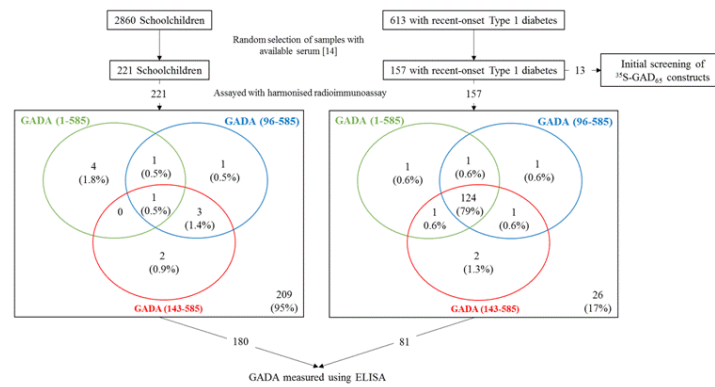 2860 Schoolchildren
613 with recent-onset Type 1 diabetes
Random selection of samples with
available serum [14]
221 Schoolchildren
157 with recent-onset Type 1 diabetes
13
Initial screening of
³⁵S-GAD₆₅ constructs
221
Assayed with harmonised radioimmunoassay
157
GADA (1-585)
GADA (96-585)
4
(1.8%)
1
(0.5%)
1
(0.5%)
1
(0.5%)
0
3
(1.4%)
2
(0.9%)
GADA (143-585)
209
(95%)
GADA (1-585)
GADA (96-585)
1
(0.6%)
1
(0.6%)
1
(0.6%)
124
(79%)
1
0.6%
1
(0.6%)
2
(1.3%)
GADA (143-585)
26
(17%)
180
81
GADA measured using ELISA